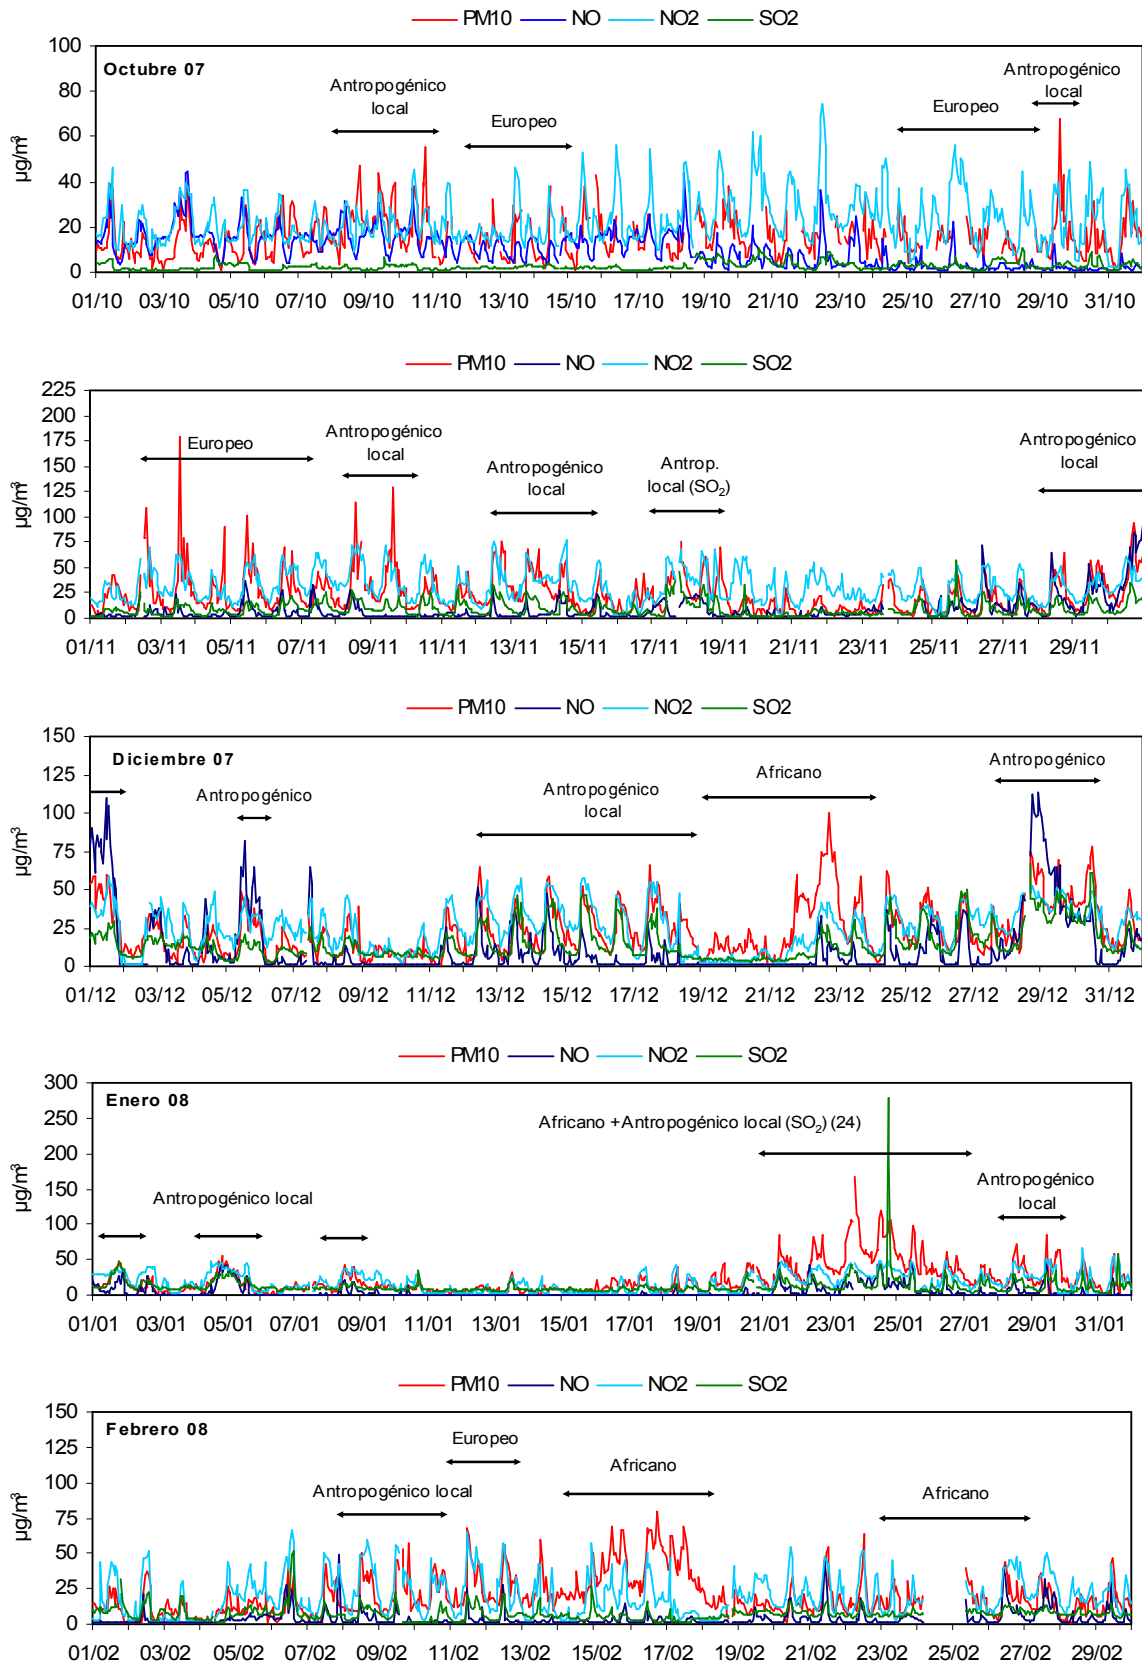 PM10 NO NO2 SO2
Octubre 07
Antropogénico local
Europeo
Europeo
Antropogénico local
µg/m³
100
80
60
40
20
0
01/10 03/10 05/10 07/10 09/10 11/10 13/10 15/10 17/10 19/10 21/10 23/10 25/10 27/10 29/10 31/10
PM10 NO NO2 SO2
Europeo
Antropogénico local
Antropogénico local
Antrop. local (SO₂)
Antropogénico local
µg/m³
225
200
175
150
125
100
75
50
25
0
01/11 03/11 05/11 07/11 09/11 11/11 13/11 15/11 17/11 19/11 21/11 23/11 25/11 27/11 29/11
PM10 NO NO2 SO2
Diciembre 07
Antropogénico
Antropogénico local
Africano
Antropogénico
µg/m³
150
125
100
75
50
25
0
01/12 03/12 05/12 07/12 09/12 11/12 13/12 15/12 17/12 19/12 21/12 23/12 25/12 27/12 29/12 31/12
PM10 NO NO2 SO2
Enero 08
Antropogénico local
Africano +Antropogénico local (SO₂) (24)
Antropogénico local
µg/m³
300
250
200
150
100
50
0
01/01 03/01 05/01 07/01 09/01 11/01 13/01 15/01 17/01 19/01 21/01 23/01 25/01 27/01 29/01 31/01
PM10 NO NO2 SO2
Febrero 08
Antropogénico local
Europeo
Africano
Africano
µg/m³
150
125
100
75
50
25
0
01/02 03/02 05/02 07/02 09/02 11/02 13/02 15/02 17/02 19/02 21/02 23/02 25/02 27/02 29/02